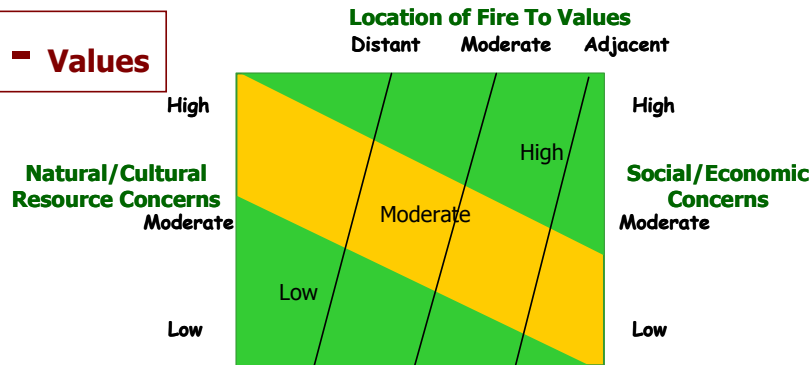 Location of Fire To Values
Distant Moderate Adjacent
- Values
High High
High
Natural/Cultural
Resource Concerns
Social/Economic
Concerns
Moderate Moderate Moderate
Low
Low Low